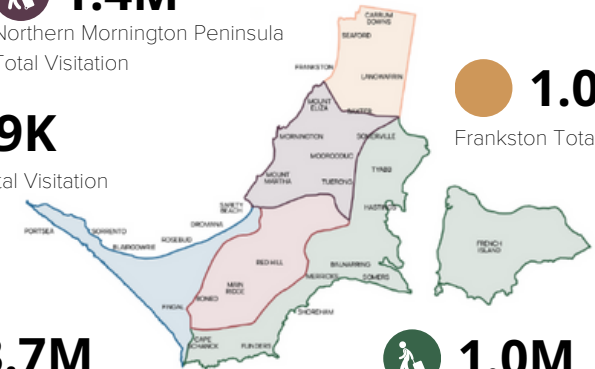 1.4M
Northern Mornington Peninsula
Total Visitation
9K
tal Visitation
CARRUM
DOWNS
SEAFORD
FRANKSTON
LANGWARRIN
MOUNT
ELIZA
BAXTER
1.0
Frankston Tota
MORNINGTON
SOMERVILLE
MOOROODUC
TYABB
MOUNT
MARTHA
TUERONG
SAFETY
BEACH
HASTINGS
PORTSEA
SORRENTO
BLAIRGOWRIE
ROSEBUD
DROMANA
RED HILL
BALNARRING
MERRICKS
SOMERS
FRENCH
ISLAND
MAIN
RIDGE
BONEO
FINGAL
SHOREHAM
CAPE
SCHANCK
FLINDERS
3.7M
1.0M